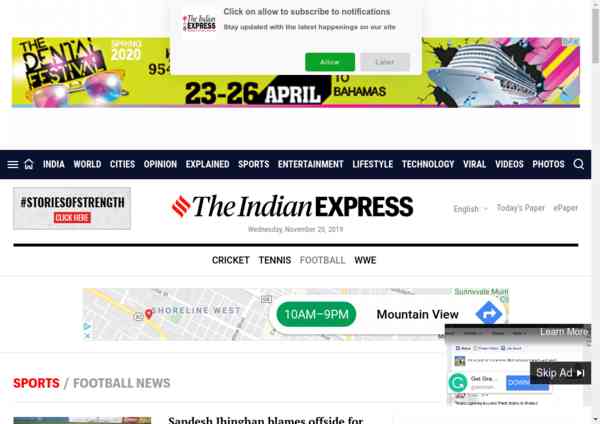 Click on allow to subscribe to notifications
Stay updated with the latest happenings on our site
The Indian EXPRESS
Allow
Later
THE DENTAL FESTIVAL
SPRING 2020
954
23-26 APRIL
TO BAHAMAS
INDIA WORLD CITIES OPINION EXPLAINED SPORTS ENTERTAINMENT LIFESTYLE TECHNOLOGY VIRAL VIDEOS PHOTOS
#STORIESOFSTRENGTH
CLICK HERE
The Indian EXPRESS
English Today's Paper ePaper
Wednesday, November 20, 2019
CRICKET TENNIS FOOTBALL WWE
SHORELINE WEST
10AM–9PM
Mountain View
Learn More
Get Gra...
DOWNLO
Skip Ad
SPORTS / FOOTBALL NEWS
Sandesh Jhinghan blames offside for